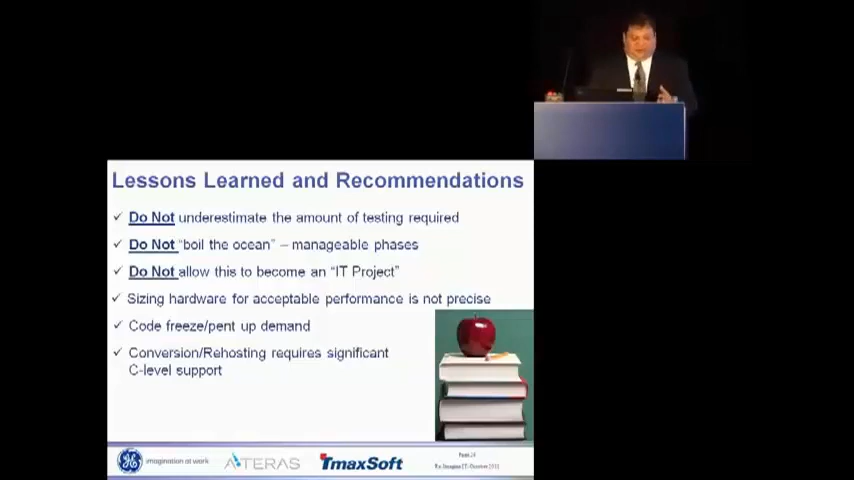 Lessons Learned and Recommendations
✓ Do Not underestimate the amount of testing required
✓ Do Not “boil the ocean” – manageable phases
✓ Do Not allow this to become an “IT Project”
✓ Sizing hardware for acceptable performance is not precise
✓ Code freeze/pent up demand
✓ Conversion/Rehosting requires significant
C-level support
imagination at work
ATERAS
TmaxSoft